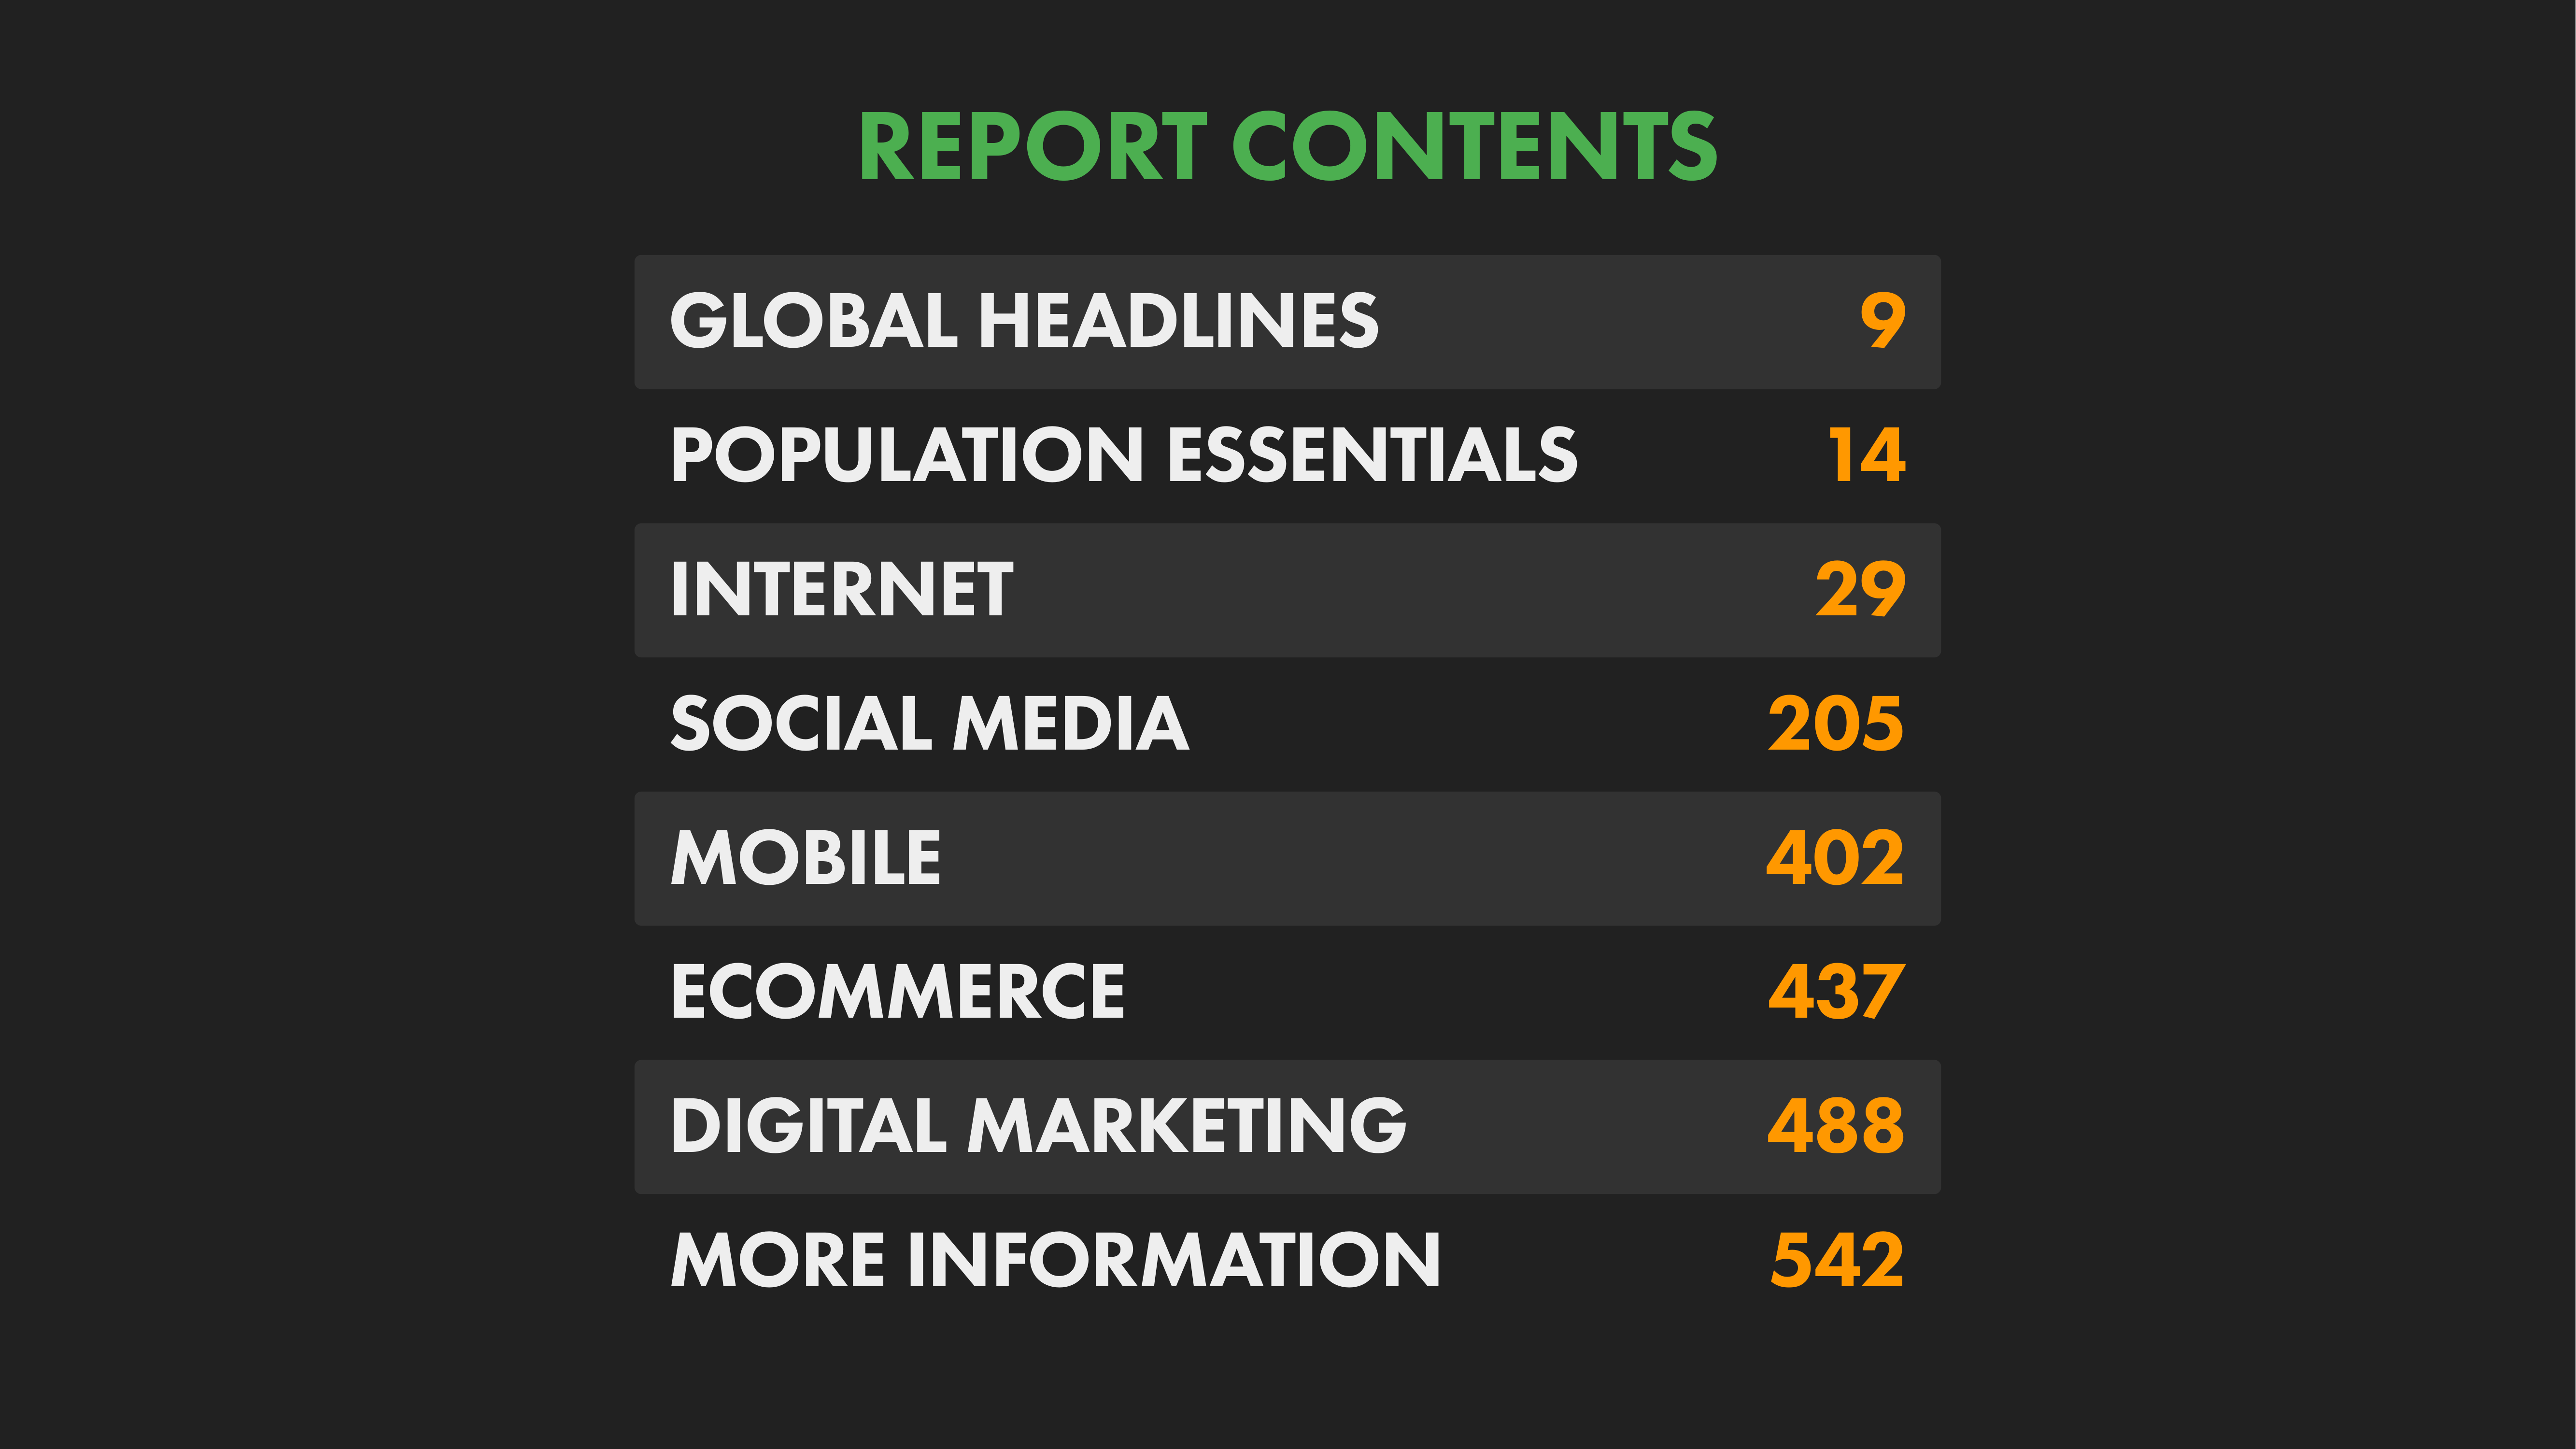 REPORT CONTENTS
GLOBAL HEADLINES 9
POPULATION ESSENTIALS 14
INTERNET 29
SOCIAL MEDIA 205
MOBILE 402
ECOMMERCE 437
DIGITAL MARKETING 488
MORE INFORMATION 542